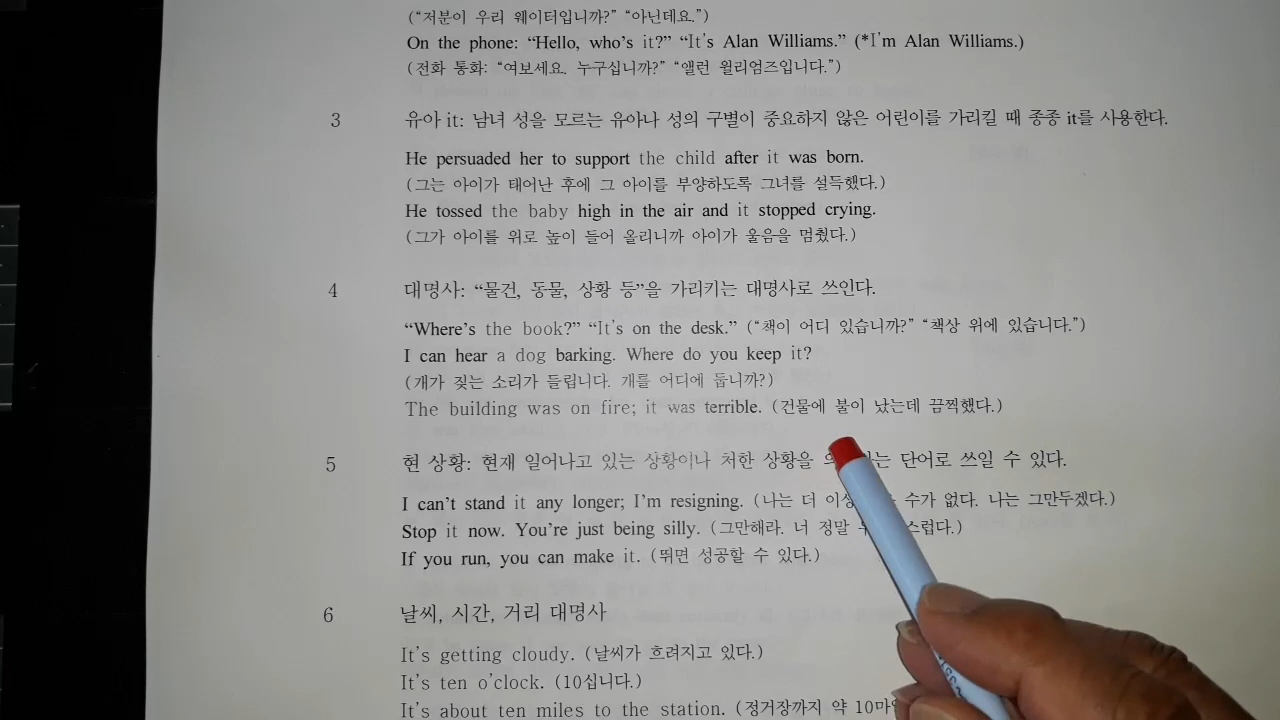 (“저분이 우리 웨이터입니까?” “아닌데요.”)
On the phone: “Hello, who’s it?” “It’s Alan Williams.” (*I’m Alan Williams.)
(전화 통화: “여보세요. 누구십니까?” “앨런 윌리엄즈입니다.”)
3 유아 it: 남녀 성을 모르는 유아나 성의 구별이 중요하지 않은 어린이를 가리킬 때 종종 it를 사용한다.
He persuaded her to support the child after it was born.
(그는 아이가 태어난 후에 그 아이를 부양하도록 그녀를 설득했다.)
He tossed the baby high in the air and it stopped crying.
(그가 아이를 위로 높이 들어 올리니까 아이가 울음을 멈췄다.)
4 대명사: “물건, 동물, 상황 등”을 가리키는 대명사로 쓰인다.
“Where’s the book?” “It’s on the desk.” (“책이 어디 있습니까?” “책상 위에 있습니다.”)
I can hear a dog barking. Where do you keep it?
(개가 짖는 소리가 들립니다. 개를 어디에 둡니까?)
The building was on fire; it was terrible. (건물에 불이 났는데 끔찍했다.)
5 현 상황: 현재 일어나고 있는 상황이나 처한 상황을 는 단어로 쓰일 수 있다.
I can’t stand it any longer; I’m resigning. (나는 더 이상 수가 없다. 나는 그만두겠다.)
Stop it now. You’re just being silly. (그만해라. 너 정말 스럽다.)
If you run, you can make it. (뛰면 성공할 수 있다.)
6 날씨, 시간, 거리 대명사
It’s getting cloudy. (날씨가 흐려지고 있다.)
It’s ten o’clock. (10십니다.)
It’s about ten miles to the station. (정거장까지 약 10마일